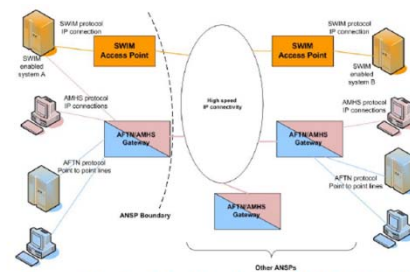 SWIM protocol
IP connection
SWIM
Access Point
SWIM
enabled
system A
AMHS protocol
IP connections
AFTN/AMHS
Gateway
AFTN protocol
Point to point lines
ANSP Boundary
High speed
IP connectivity
SWIM protocol
IP connection
SWIM
Access Point
SWIM
enabled
system B
AMHS protocol
IP connections
AFTN/AMHS
Gateway
AFTN protocol
Point to point lines
AFTN/AMHS
Gateway
Other ANSPs